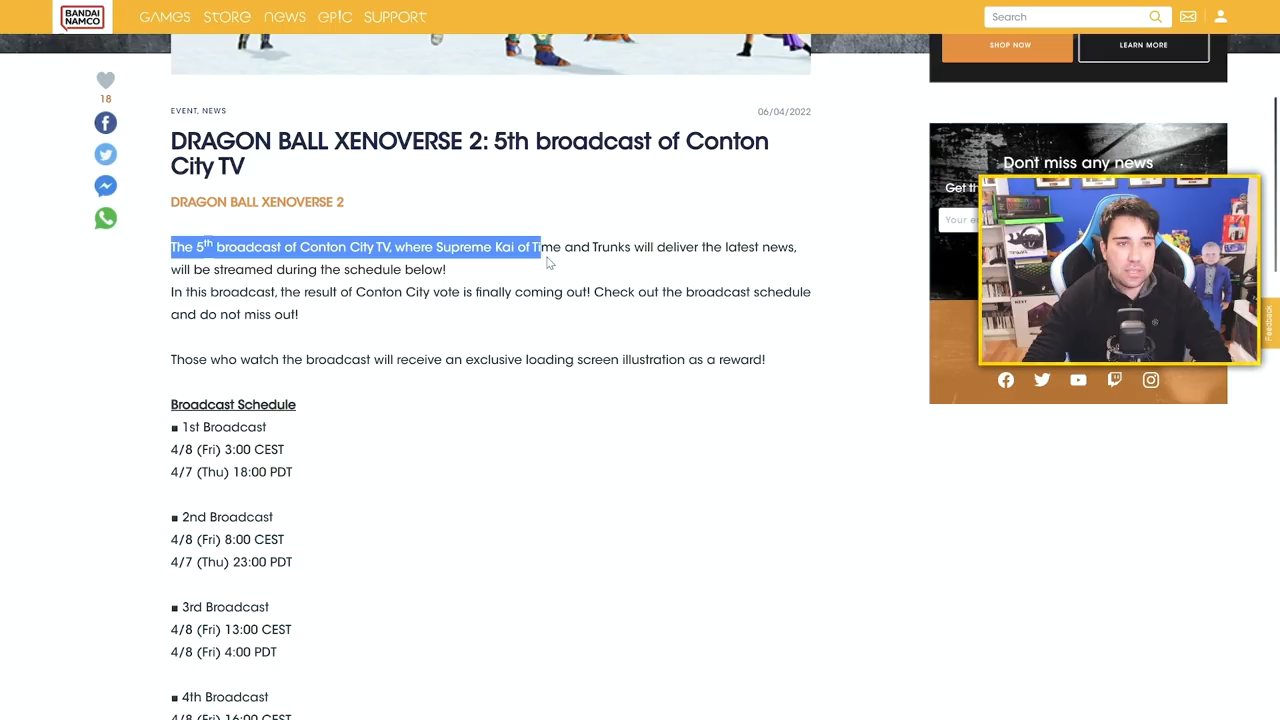 BANDAI
NAMCO
GAMES STORE NEWS EPIC SUPPORT
Search
SHOP NOW
LEARN MORE
18
EVENT, NEWS
06/04/2022
DRAGON BALL XENOVERSE 2: 5th broadcast of Conton
City TV
DRAGON BALL XENOVERSE 2
The 5th broadcast of Conton City TV, where Supreme Kai of Time and Trunks will deliver the latest news,
will be streamed during the schedule below!
In this broadcast, the result of Conton City vote is finally coming out! Check out the broadcast schedule
and do not miss out!
Those who watch the broadcast will receive an exclusive loading screen illustration as a reward!
Broadcast Schedule
■ 1st Broadcast
4/8 (Fri) 3:00 CEST
4/7 (Thu) 18:00 PDT
■ 2nd Broadcast
4/8 (Fri) 8:00 CEST
4/7 (Thu) 23:00 PDT
■ 3rd Broadcast
4/8 (Fri) 13:00 CEST
4/8 (Fri) 4:00 PDT
■ 4th Broadcast
4/8 (Fri) 16:00 CEST
Dont miss any news
Get th
Your e
Feedback